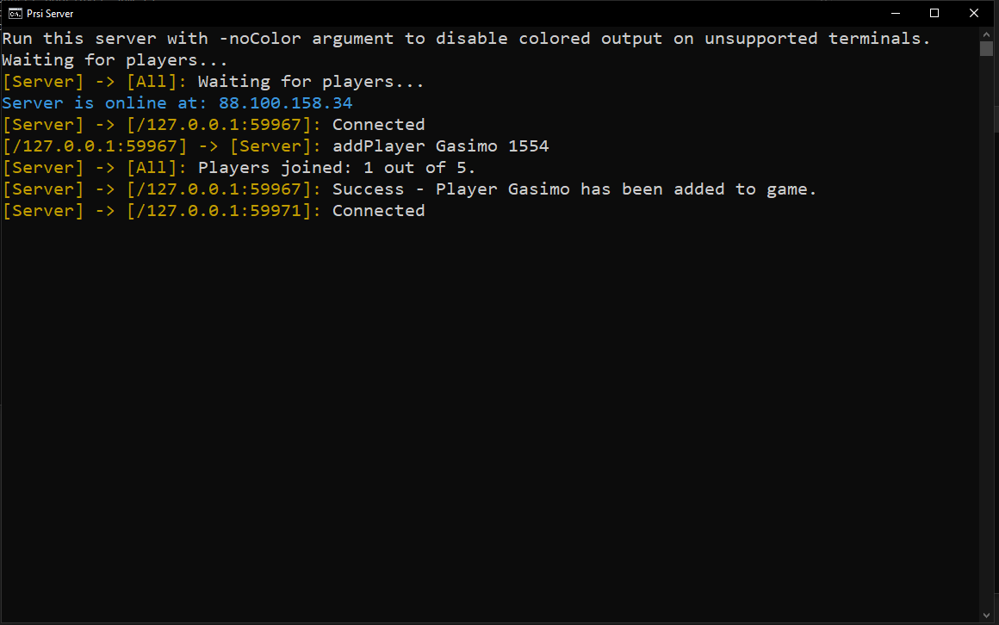 Prsi Server
Run this server with -noColor argument to disable colored output on unsupported terminals.
Waiting for players...
[Server] -> [All]: Waiting for players...
Server is online at: 88.100.158.34
[Server] -> [/127.0.0.1:59967]: Connected
[/127.0.0.1:59967] -> [Server]: addPlayer Gasimo 1554
[Server] -> [All]: Players joined: 1 out of 5.
[Server] -> [/127.0.0.1:59967]: Success - Player Gasimo has been added to game.
[Server] -> [/127.0.0.1:59971]: Connected